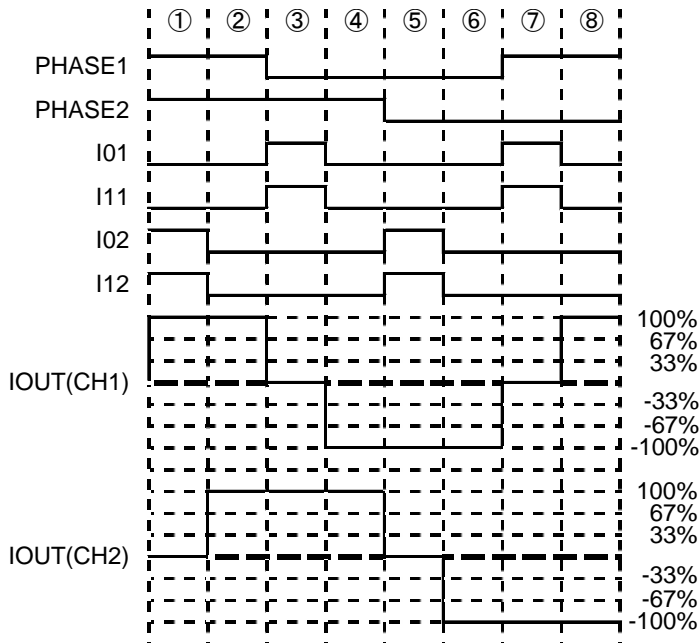 ① ② ③ ④ ⑤ ⑥ ⑦ ⑧
PHASE1
PHASE2
I01
I11
I02
I12
IOUT(CH1)
100%
67%
33%
-33%
-67%
-100%
IOUT(CH2)
100%
67%
33%
-33%
-67%
-100%